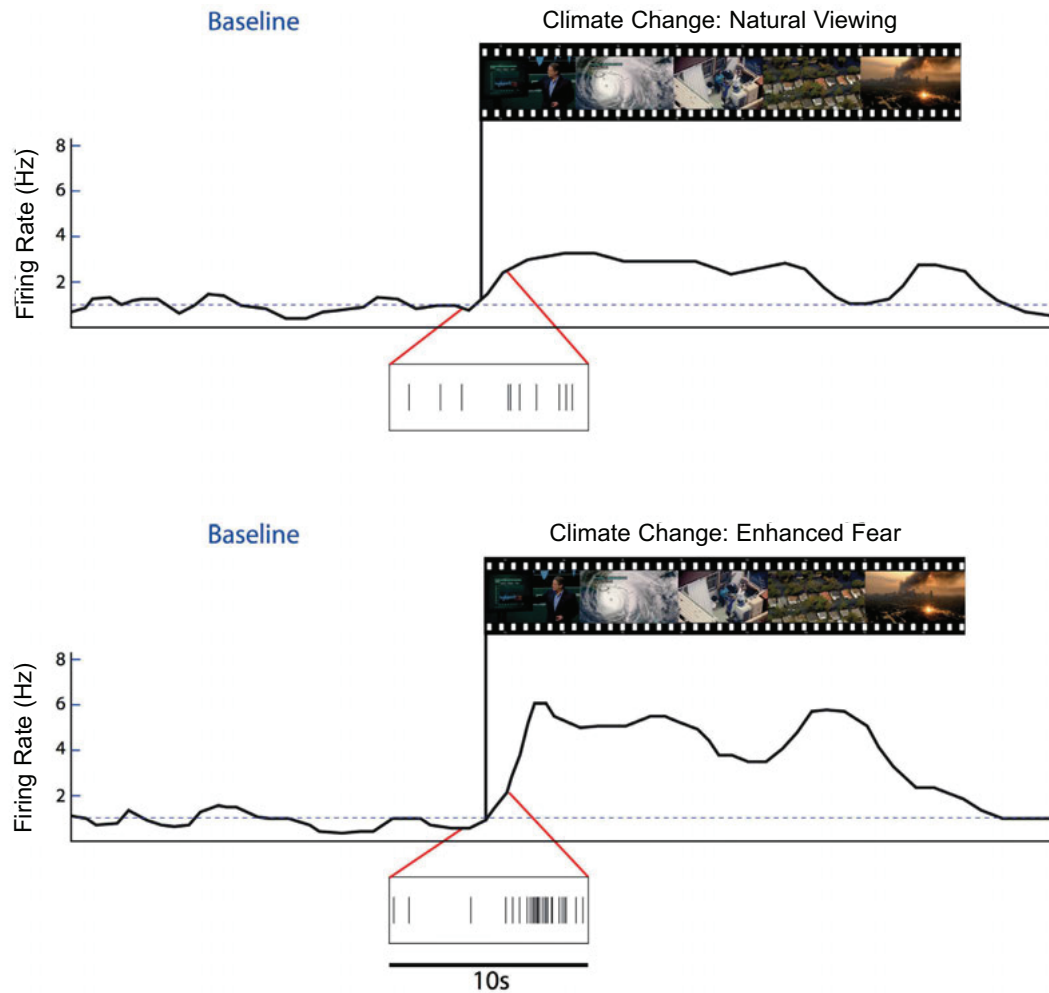 Baseline
Climate Change: Natural Viewing
Firing Rate (Hz)
8
6
4
2
Baseline
Climate Change: Enhanced Fear
Firing Rate (Hz)
8
6
4
2
10s